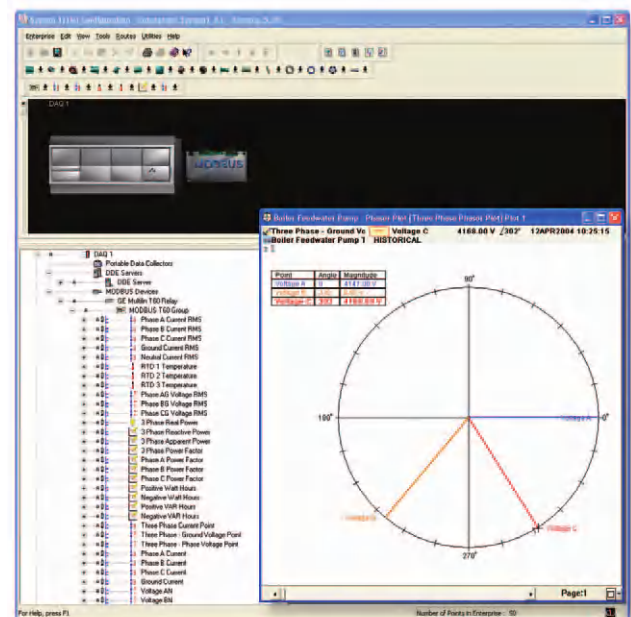 Enterprise Edit View Tools Routes Utilities Help
DAQ 1
MODBUS
DAQ 1
Portable Data Collectors
DDE Servers
DDE Server
MODBUS Devices
GE Multilin T60 Relay
MODBUS T60 Group
Phase A Current RMS
Phase B Current RMS
Phase C Current RMS
Ground Current RMS
Neutral Current RMS
RTD 1 Temperature
RTD 2 Temperature
RTD 3 Temperature
Phase AG Voltage RMS
Phase BG Voltage RMS
Phase CG Voltage RMS
3 Phase Real Power
3 Phase Reactive Power
3 Phase Apparent Power
3 Phase Power Factor
Phase A Power Factor
Phase B Power Factor
Phase C Power Factor
Positive Watt Hours
Negative Watt Hours
Positive VAR Hours
Negative VAR Hours
Three Phase Current Point
Three Phase - Ground Voltage Point
Three Phase - Phase Voltage Point
Phase A Current
Phase B Current
Phase C Current
Ground Current
Voltage AN
Voltage BN
For Help, press F1
Number of Points in Enterprise : 90
Boiler Feedwater Pump - Phasor Plot [Three Phase Phasor Plot] Plot 1
Three Phase - Ground Vo Voltage C 4168.00 V ∠302° 12APR2004 10:25:15
Boiler Feedwater Pump 1 HISTORICAL
Point Angle Magnitude
Voltage A 0 4147.00 V
Voltage C 302 4168.00 V
90°
180°
Voltage A 0°
Voltage C
270°
Page:1